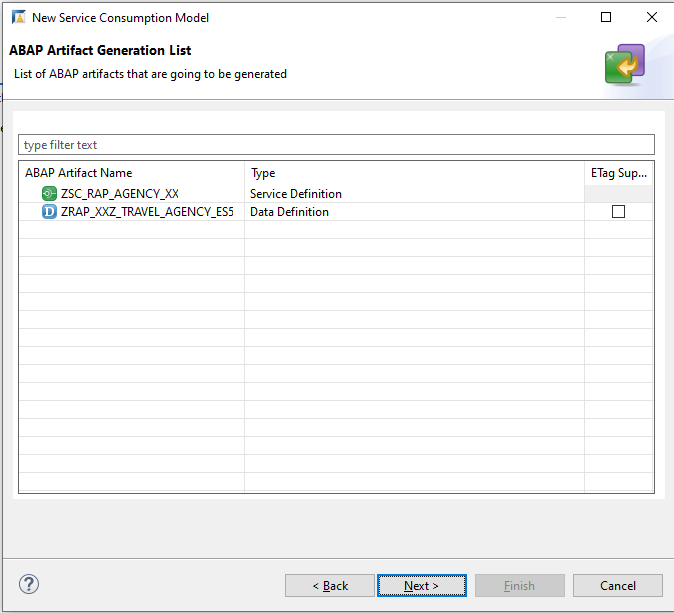 New Service Consumption Model
ABAP Artifact Generation List
List of ABAP artifacts that are going to be generated
type filter text
ABAP Artifact Name Type ETag Sup...
ZSC_RAP_AGENCY_XX Service Definition
D ZRAP_XXZ_TRAVEL_AGENCY_ES5 Data Definition
? < Back Next > Finish Cancel